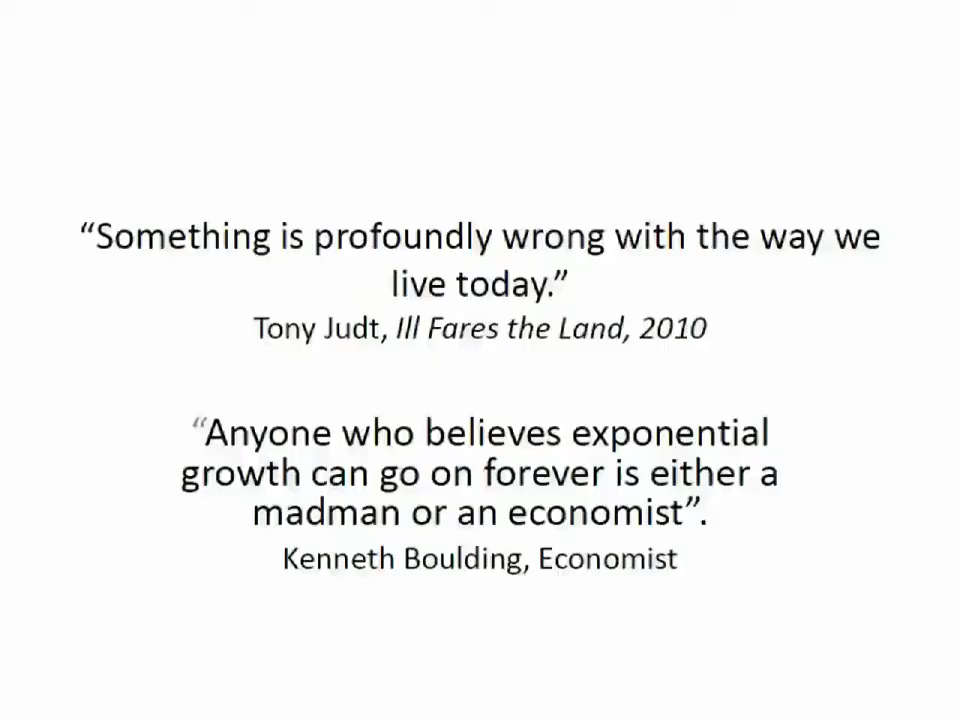 “Something is profoundly wrong with the way we
live today.”
Tony Judt, Ill Fares the Land, 2010
“Anyone who believes exponential
growth can go on forever is either a
madman or an economist”.
Kenneth Boulding, Economist